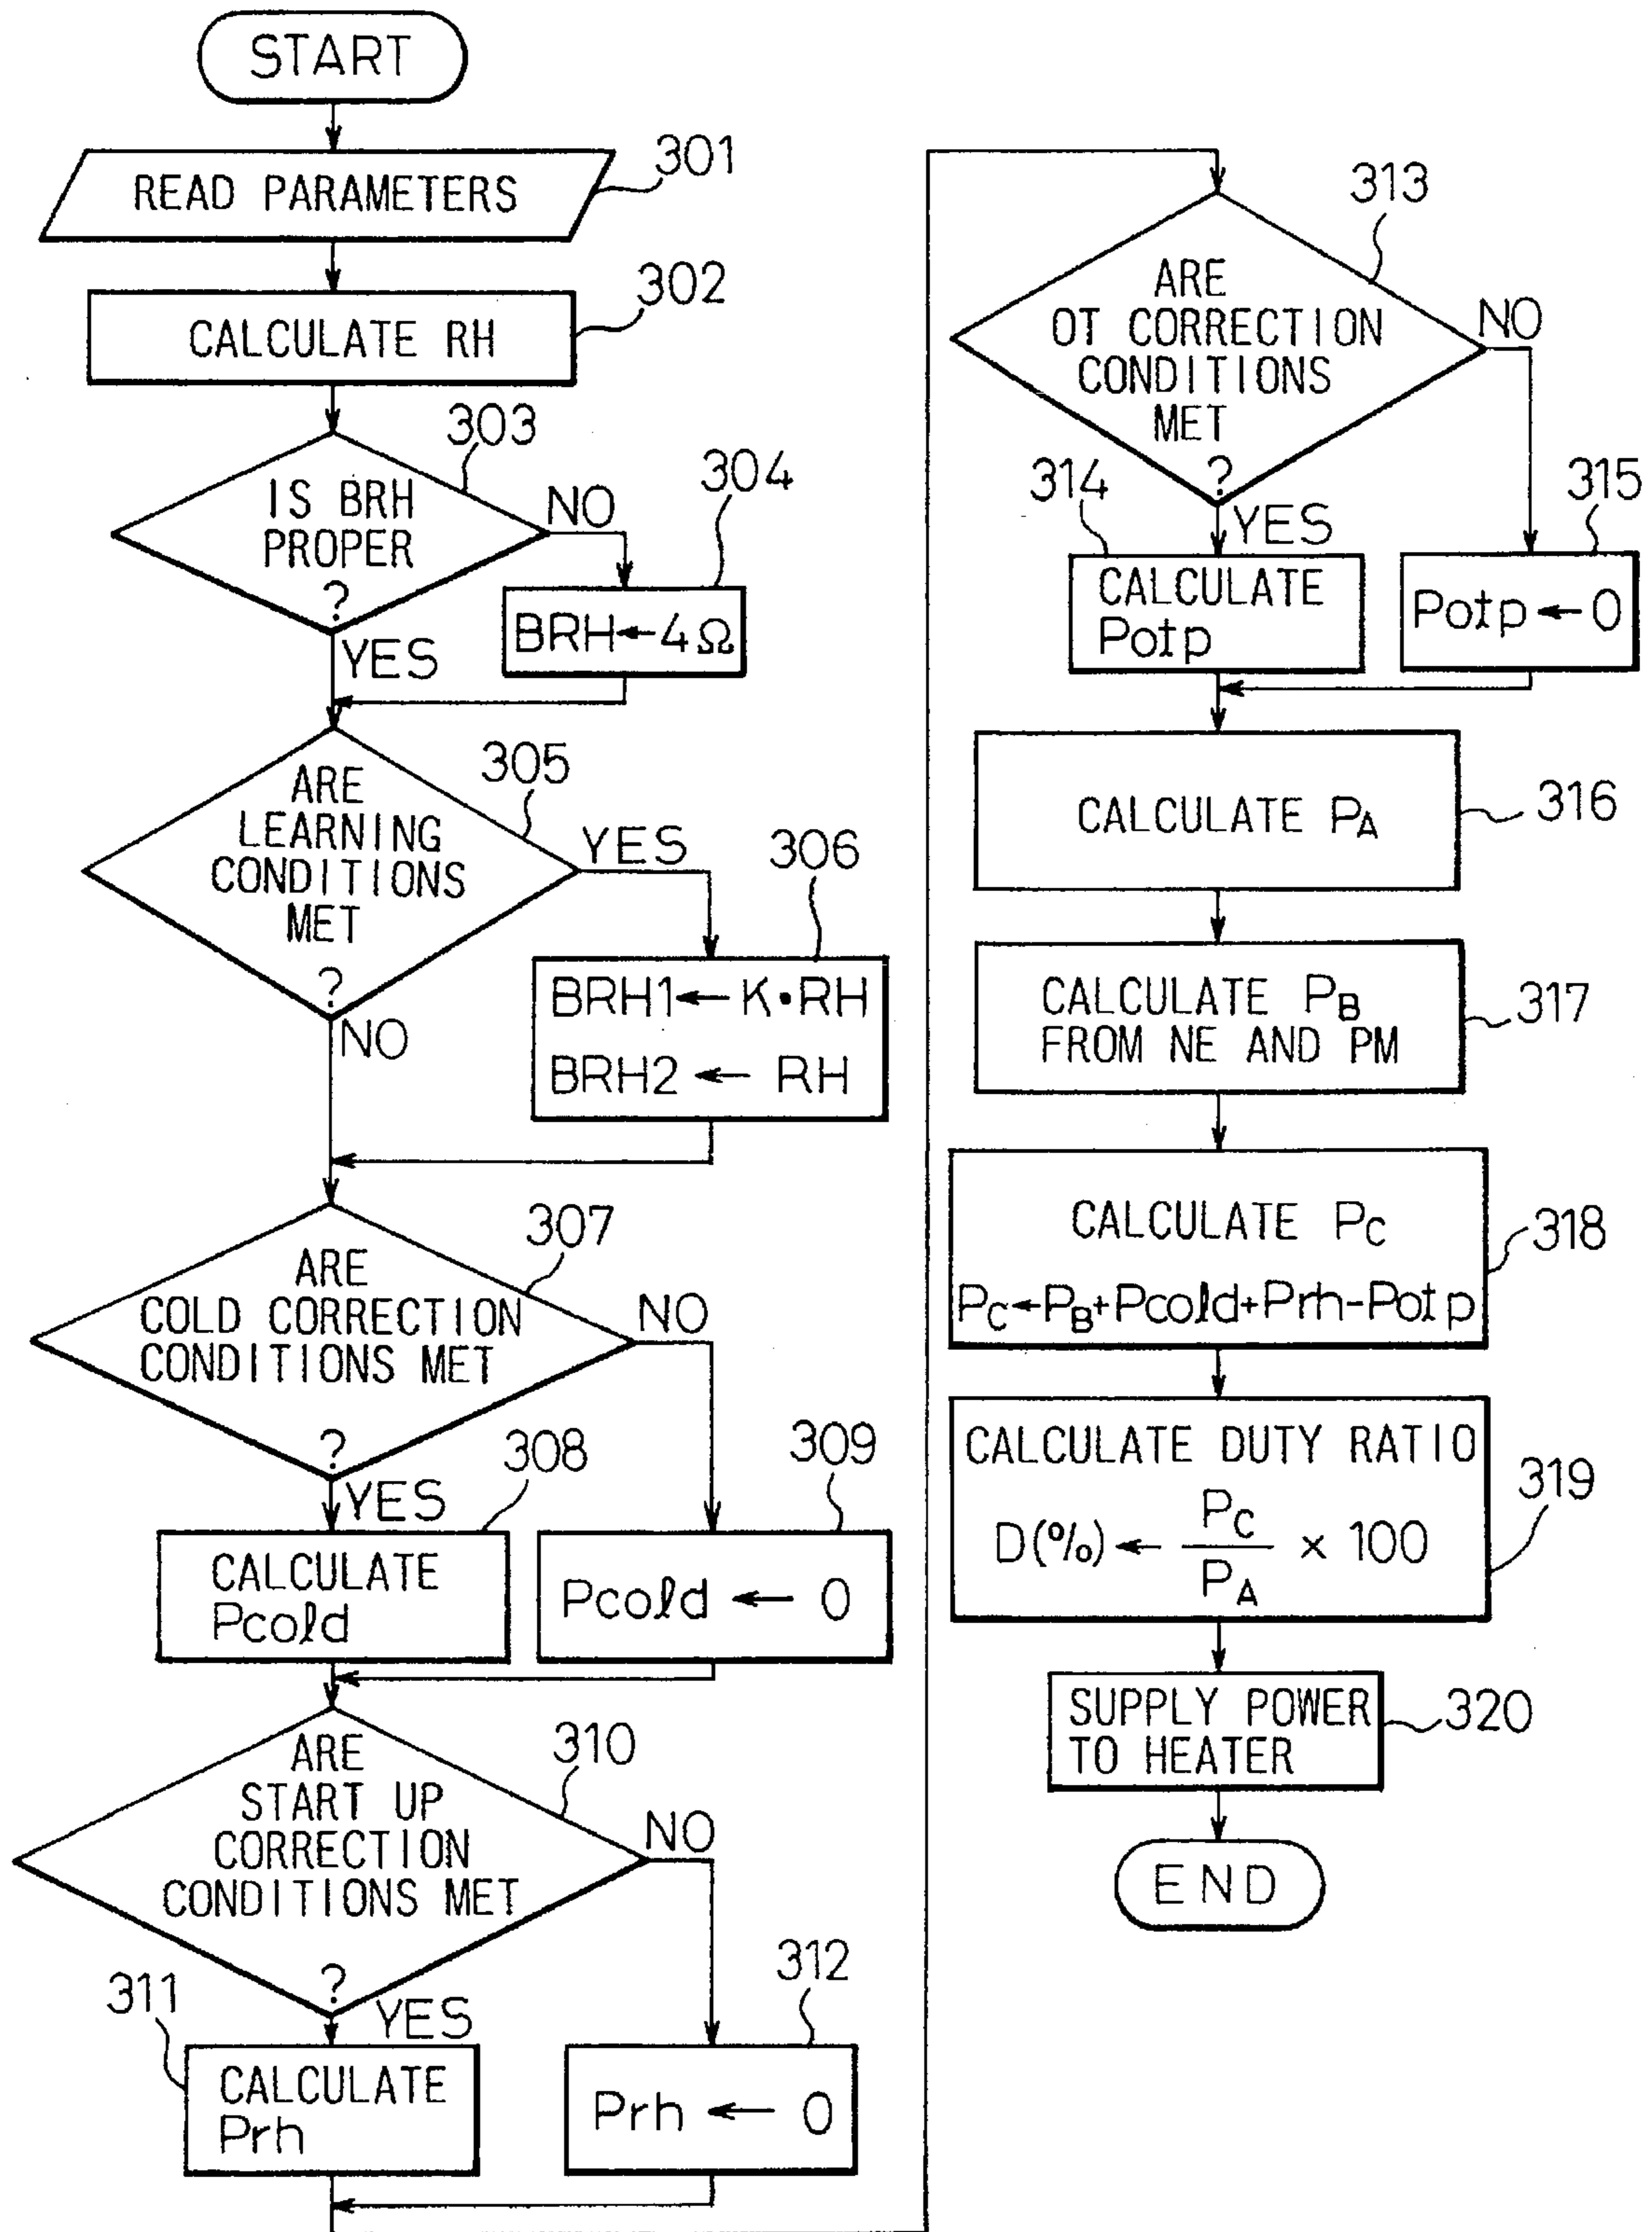 START
READ PARAMETERS
301
CALCULATE RH
302
303
IS BRH
PROPER
?
NO
YES
304
BRH←4Ω
305
ARE
LEARNING
CONDITIONS
MET
?
YES
NO
306
BRH1← K•RH
BRH2 ← RH
307
ARE
COLD CORRECTION
CONDITIONS MET
?
NO
YES
308
CALCULATE
Pcold
309
Pcold ← 0
310
ARE
START UP
CORRECTION
CONDITIONS MET
?
NO
YES
311
CALCULATE
Prh
312
Prh ← 0
313
ARE
OT CORRECTION
CONDITIONS
MET
?
NO
YES
314
CALCULATE
Potp
315
Potp←0
CALCULATE PA
316
CALCULATE PB
FROM NE AND PM
317
CALCULATE PC
PC←PB+Pcold+Prh-Potp
318
CALCULATE DUTY RATIO
D(%) ← PC / PA × 100
319
SUPPLY POWER
TO HEATER
320
END